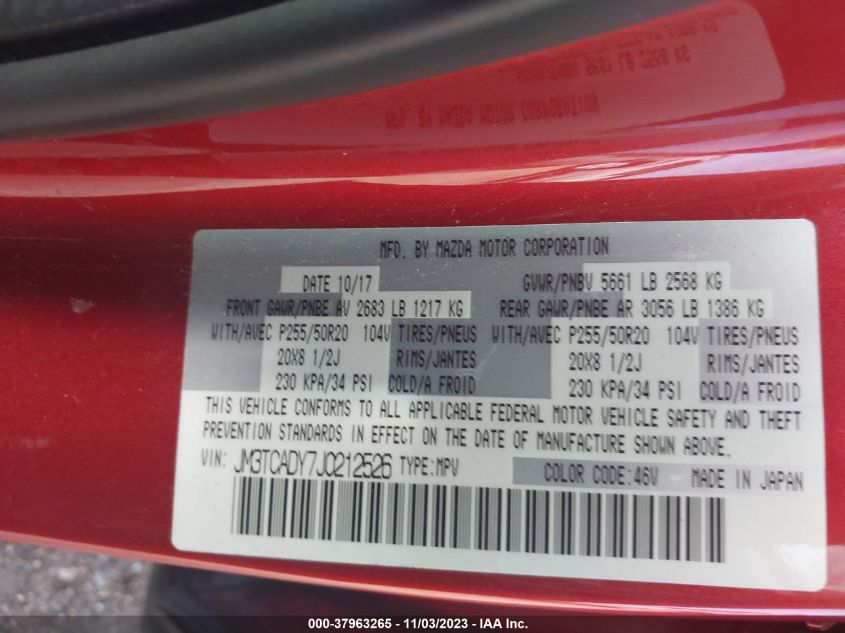 MFD. BY MAZDA MOTOR CORPORATION
DATE 10/17 GVWR/PNBV 5661 LB 2568 KG
FRONT GAWR/PNBE AV 2683 LB 1217 KG REAR GAWR/PNBE AR 3056 LB 1386 KG
WITH/AVEC P255/50R20 104V TIRES/PNEUS WITH/AVEC P255/50R20 104V TIRES/PNEUS
20X8 1/2J RIMS/JANTES 20X8 1/2J RIMS/JANTES
230 KPA/34 PSI COLD/A FROID 230 KPA/34 PSI COLD/A FROID
THIS VEHICLE CONFORMS TO ALL APPLICABLE FEDERAL MOTOR VEHICLE SAFETY AND THEFT
PREVENTION STANDARDS IN EFFECT ON THE DATE OF MANUFACTURE SHOWN ABOVE.
VIN: JM3TCADY7J0212526 TYPE:MPV COLOR CODE:46V MADE IN JAPAN
000-37963265 - 11/03/2023 - IAA Inc.